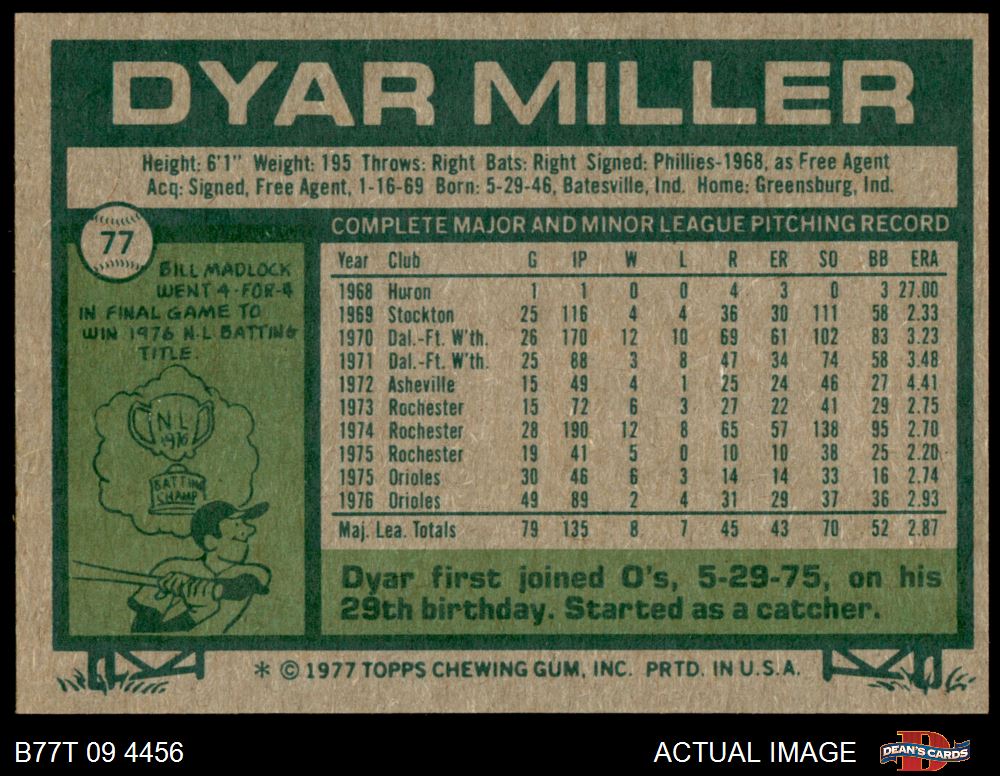 DYAR MILLER
Height: 6'1" Weight: 195 Throws: Right Bats: Right Signed: Phillies-1968, as Free Agent
Acq: Signed, Free Agent, 1-16-69 Born: 5-29-46, Batesville, Ind. Home: Greensburg, Ind.
77
BILL MADLOCK
WENT 4-FOR-4
IN FINAL GAME TO
WIN 1976 N.L BATTING
TITLE.
NL
1976
BATTING
CHAMP
COMPLETE MAJOR AND MINOR LEAGUE PITCHING RECORD
Year Club G IP W L R ER SO BB ERA
1968 Huron 1 1 0 0 4 3 0 3 27.00
1969 Stockton 25 116 4 4 36 30 111 58 2.33
1970 Dal.-Ft. W'th. 26 170 12 10 69 61 102 83 3.23
1971 Dal.-Ft. W'th. 25 88 3 8 47 34 74 58 3.48
1972 Asheville 15 49 4 1 25 24 46 27 4.41
1973 Rochester 15 72 6 3 27 22 41 29 2.75
1974 Rochester 28 190 12 8 65 57 138 95 2.70
1975 Rochester 19 41 5 0 10 10 38 25 2.20
1975 Orioles 30 46 6 3 14 14 33 16 2.74
1976 Orioles 49 89 2 4 31 29 37 36 2.93
Maj. Lea. Totals 79 135 8 7 45 43 70 52 2.87
Dyar first joined O's, 5-29-75, on his
29th birthday. Started as a catcher.
* © 1977 TOPPS CHEWING GUM, INC. PRTD. IN U.S.A.
B77T 09 4456
ACTUAL IMAGE
DEAN'S CARDS